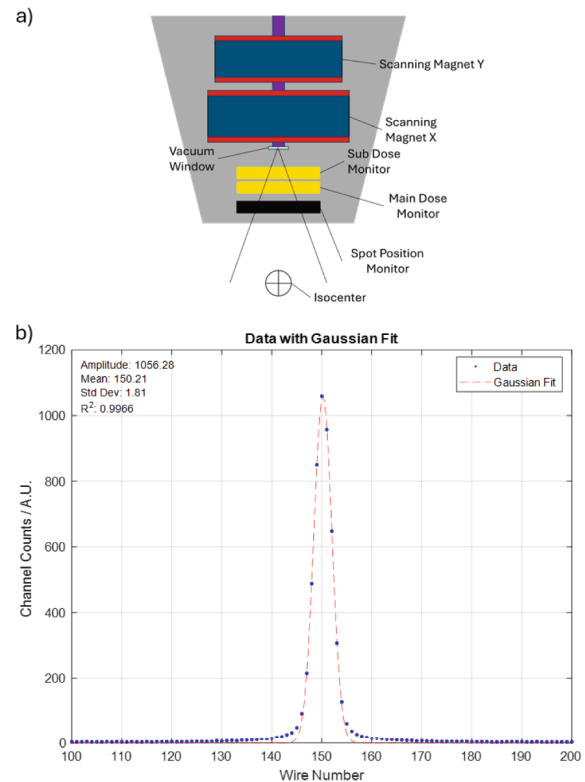 a)
Scanning Magnet Y
Scanning
Magnet X
Vacuum
Window
Sub Dose
Monitor
Main Dose
Monitor
Spot Position
Monitor
Isocenter
b)
Data with Gaussian Fit
Amplitude: 1056.28
Mean: 150.21
Std Dev: 1.81
R²: 0.9966
Data
Gaussian Fit
Channel Counts / A.U.
1200
1000
800
600
400
200
0
100 110 120 130 140 150 160 170 180 190 200
Wire Number